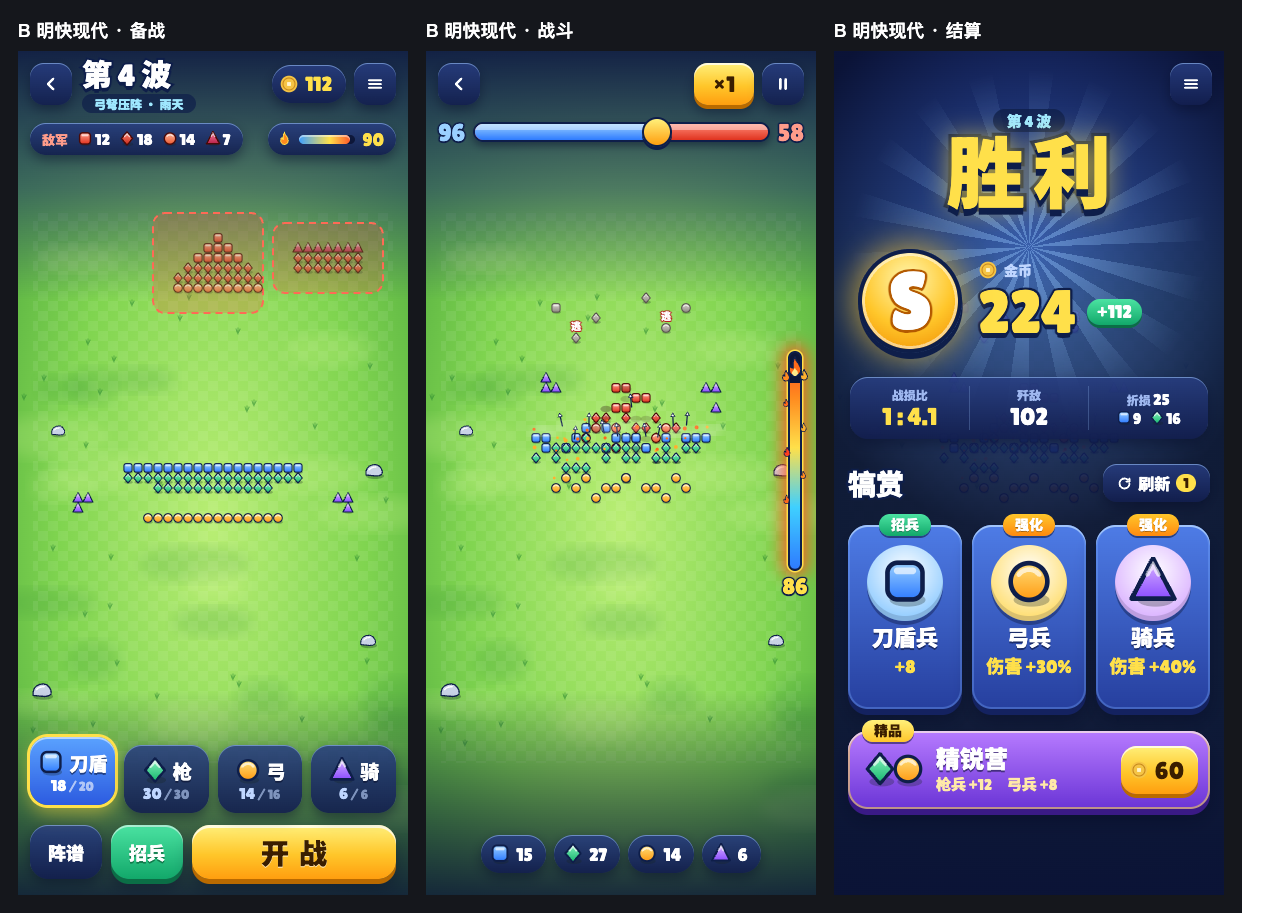 B 明快现代 · 备战
第 4 波
112
弓弩压阵 · 雨天
敌军 12 18 14 7
90
刀盾
18 / 20
枪
30 / 30
弓
14 / 16
骑
6 / 6
阵谱
招兵
开战
B 明快现代 · 战斗
×1
96
58
逃
逃
86
15
27
14
6
B 明快现代 · 结算
第 4 波
胜利
S
金币
224
+112
战损比
1 : 4.1
歼敌
102
折损 25
9 16
犒赏
刷新 1
招兵
刀盾兵
+8
强化
弓兵
伤害 +30%
强化
骑兵
伤害 +40%
精品
精锐营
枪兵 +12 弓兵 +8
60